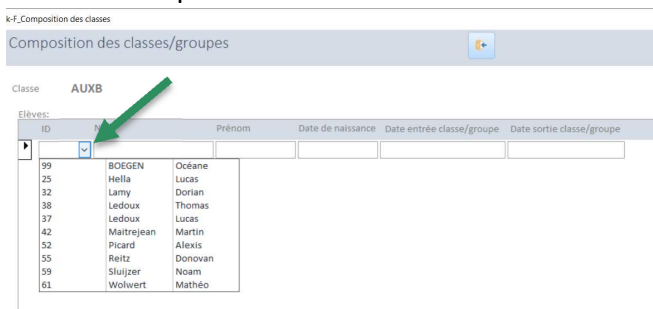 k-F_Composition des classes
Composition des classes/groupes
Classe AUXB
Elèves:
ID N Prénom Date de naissance Date entrée classe/groupe Date sortie classe/groupe
99 BOEGEN Océane
25 Hella Lucas
32 Lamy Dorian
38 Ledoux Thomas
37 Ledoux Lucas
42 Maitrejean Martin
52 Picard Alexis
55 Reitz Donovan
59 Sluijzer Noam
61 Wolwert Mathéo